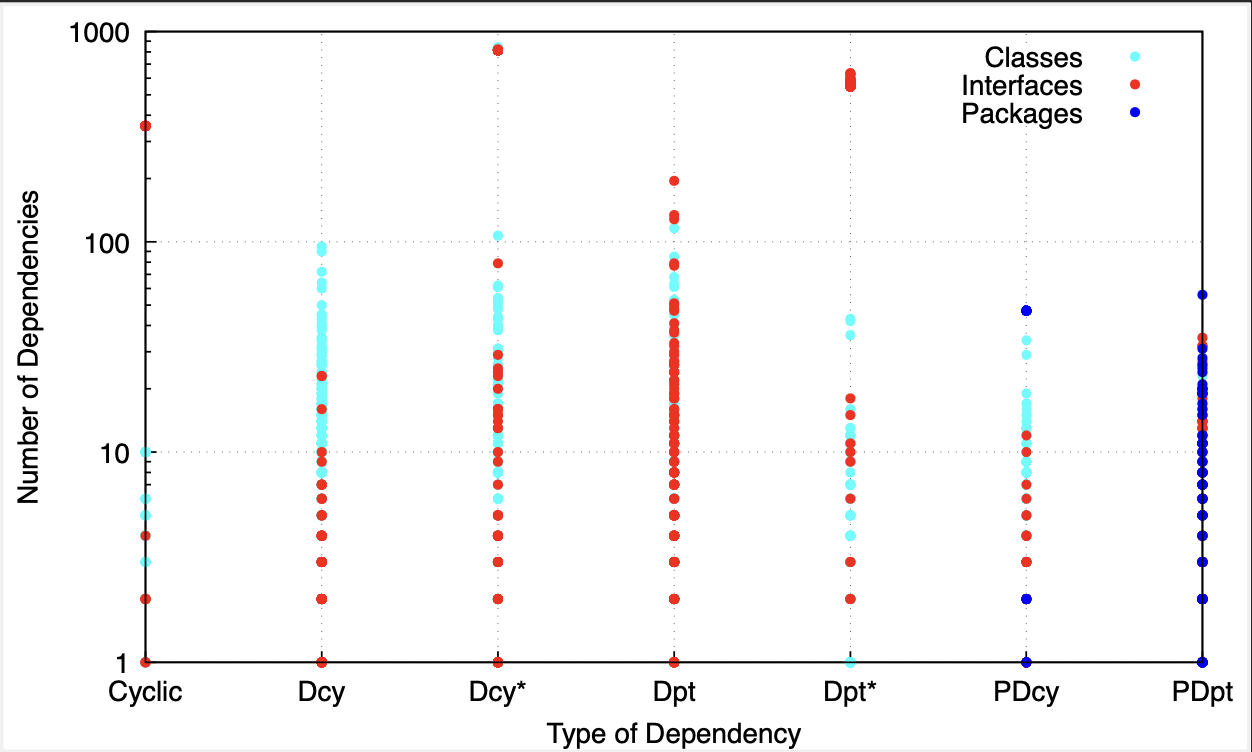 1000
Classes
Interfaces
Packages
Number of Dependencies
100
10
1
Cyclic Dcy Dcy* Dpt Dpt* PDcy PDpt
Type of Dependency